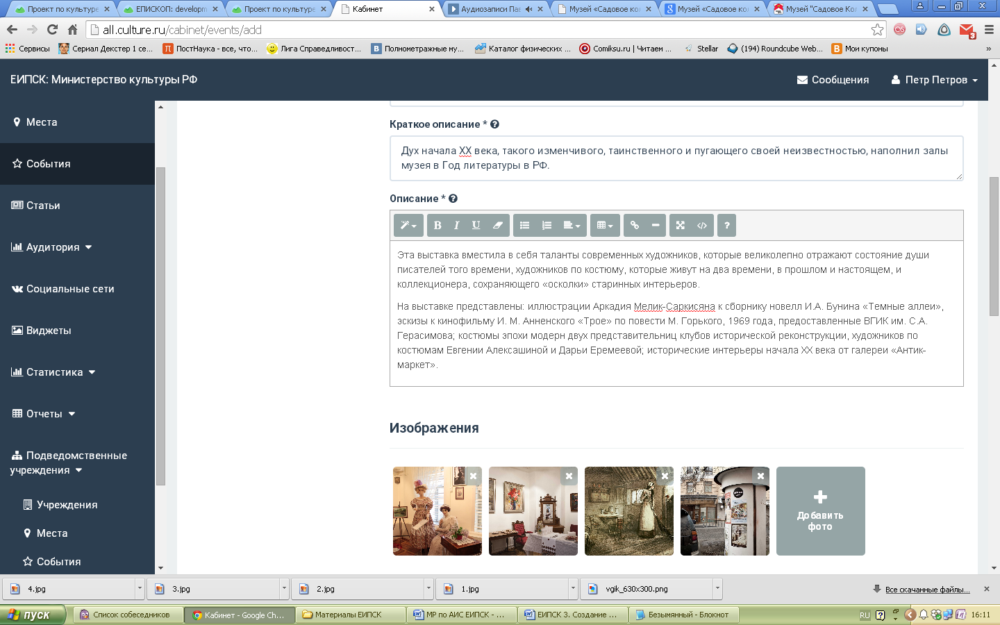 Проект по культуре
ЕПИСКОП: developm
Проект по культуре
Кабинет
Аудиозаписи Пав
Музей «Садовое кол
Музей «Садовое кол
Музей "Садовое Кол
all.culture.ru/cabinet/events/add
3
Сервисы
Сериал Декстер 1 се...
ПостНаука - все, что...
Лига Справедливост...
Полнометражные му...
Каталог физических ...
Comiksu.ru | Читаем ...
Stellar
(194) Roundcube Web...
Мои купоны
»
ЕИПСК: Министерство культуры РФ
Сообщения
Петр Петров
Места
События
Статьи
Аудитория
Социальные сети
Виджеты
Статистика
Отчеты
Подведомственные
учреждения
Учреждения
Места
События
Краткое описание *
Дух начала XX века, такого изменчивого, таинственного и пугающего своей неизвестностью, наполнил залы
музея в Год литературы в РФ.
Описание *
B I U
?
Эта выставка вместила в себя таланты современных художников, которые великолепно отражают состояние души
писателей того времени, художников по костюму, которые живут на два времени, в прошлом и настоящем, и
коллекционера, сохраняющего «осколки» старинных интерьеров.
На выставке представлены: иллюстрации Аркадия Мелик-Саркисяна к сборнику новелл И.А. Бунина «Темные аллеи»,
эскизы к кинофильму И. М. Анненского «Трое» по повести М. Горького, 1969 года, предоставленные ВГИК им. С.А.
Герасимова; костюмы эпохи модерн двух представительниц клубов исторической реконструкции, художников по
костюмам Евгении Алексашиной и Дарьи Еремеевой; исторические интерьеры начала XX века от галереи «Антик-
маркет».
Изображения
Добавить
фото
4.jpg
3.jpg
2.jpg
1.jpg
vgik_630x300.png
Все скачанные файлы...
пуск
Список собеседников
Кабинет - Google Ch...
Материалы ЕИПСК
МР по АИС ЕИПСК - ...
ЕИПСК 3. Создание ...
Безымянный - Блокнот
RU
16:11